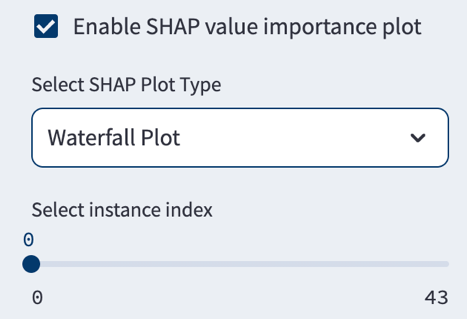 Enable SHAP value importance plot
Select SHAP Plot Type
Waterfall Plot
Select instance index
0
0 43